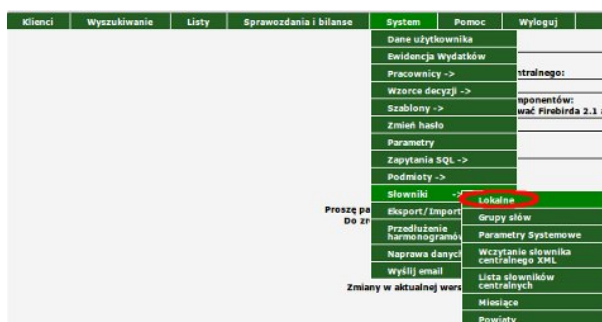 Klienci Wyszukiwanie Listy Sprawozdania i bilanse System Pomoc Wyloguj
Dane użytkownika
Ewidencja Wydatków
Pracownicy ->
ntralnego:
Wzorce decyzji ->
mponentów:
Szablony ->
wać Firebirda 2.1
Zmień hasło
Parametry
Zapytania SQL ->
Podmioty ->
Słowniki ->
Lokalne
Proszę pa
Eksport/Import
Do zr
Grupy słów
Przedłużenie
harmonogramów
Parametry Systemowe
Naprawa danych
Wczytanie słownika
centralnego XML
Wyślij email
Lista słowników
centralnych
Zmiany w aktualnej wers
Miesiące
Powiaty